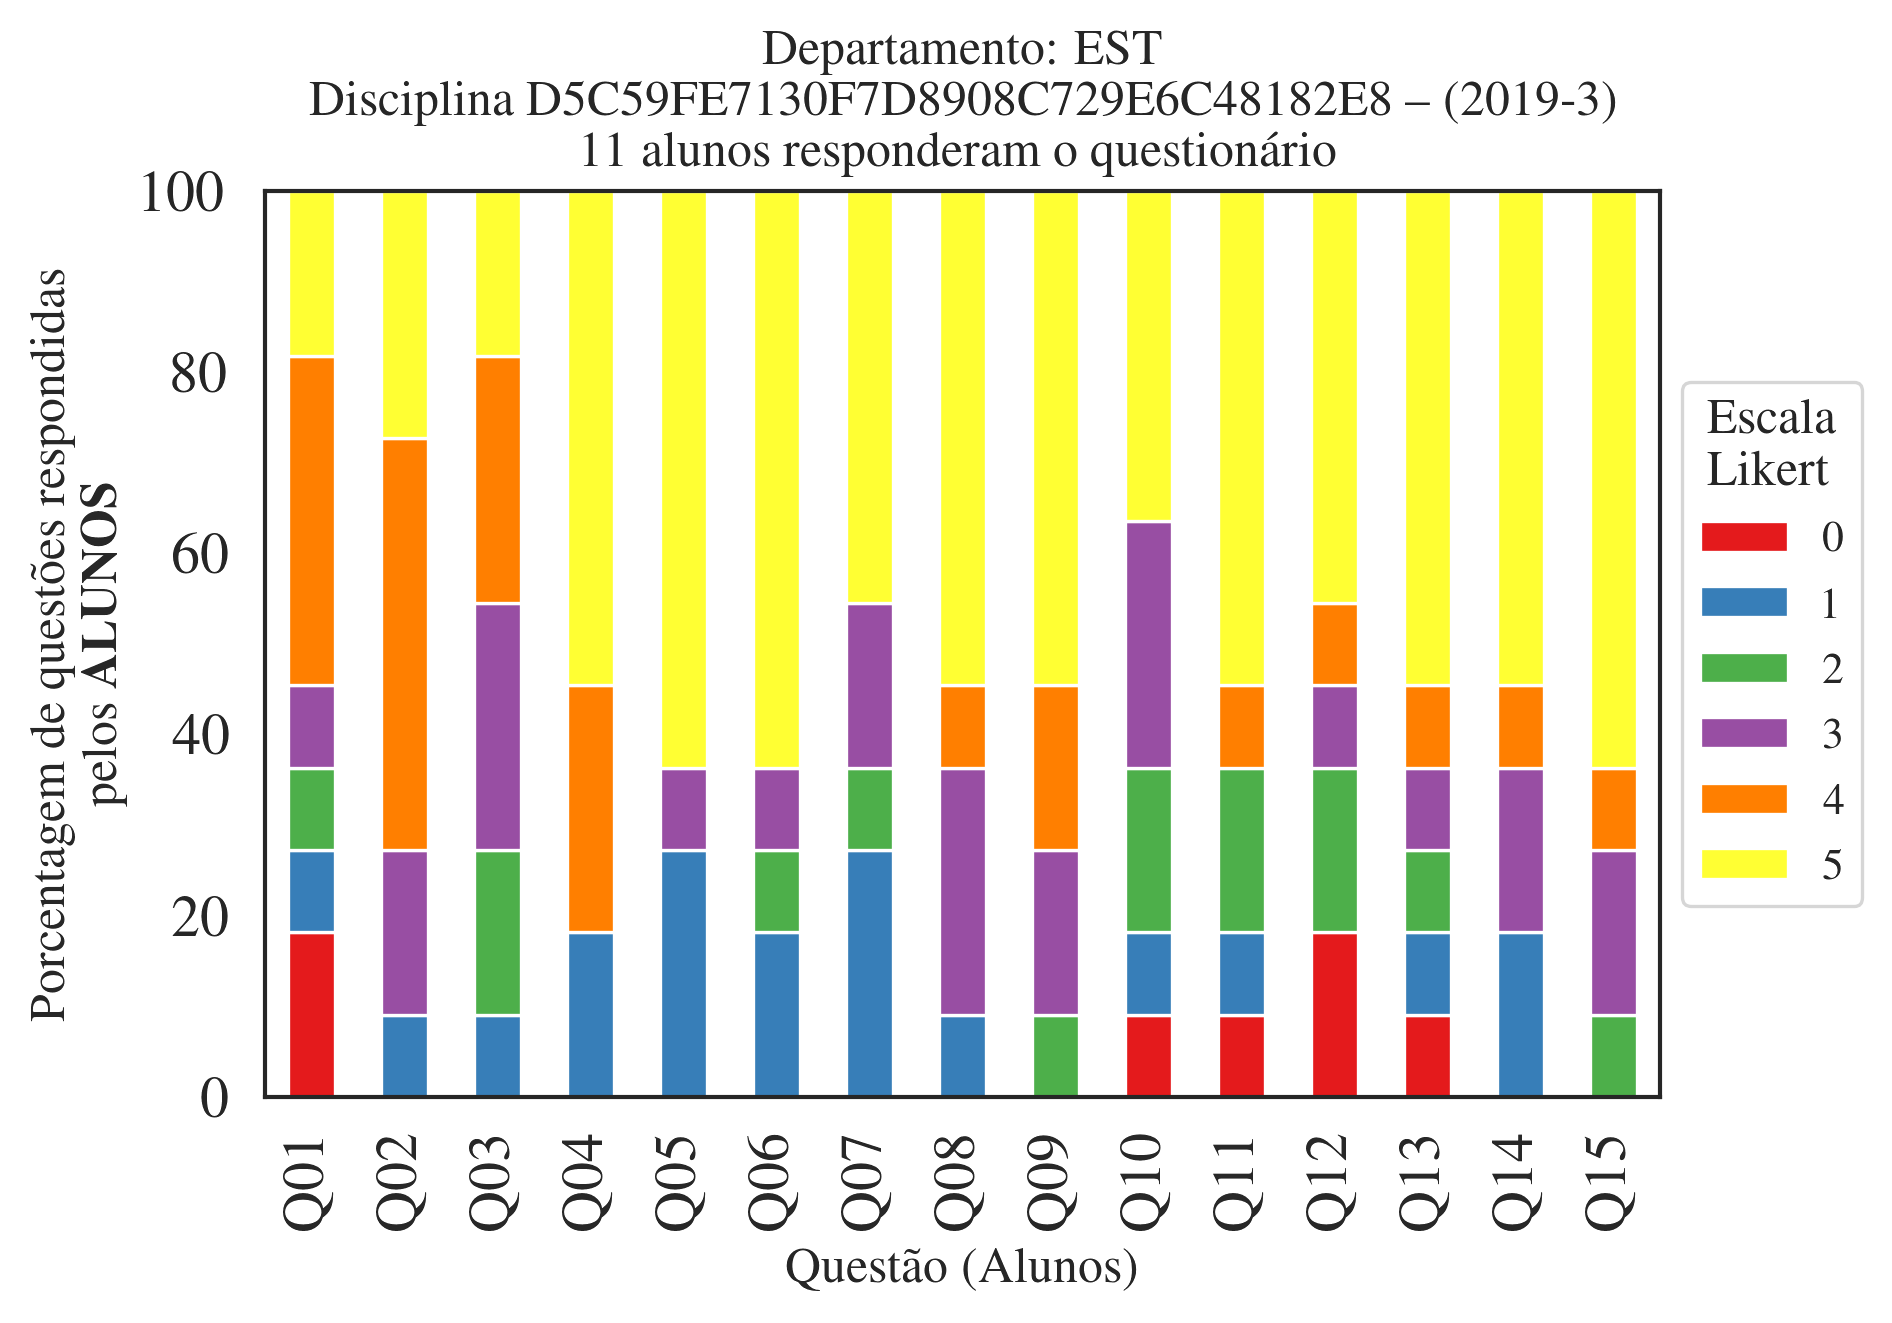 Departamento: EST
Disciplina D5C59FE7130F7D8908C729E6C48182E8 – (2019-3)
11 alunos responderam o questionário
Porcentagem de questões respondidas
pelos ALUNOS
100
80
60
40
20
0
Q01 Q02 Q03 Q04 Q05 Q06 Q07 Q08 Q09 Q10 Q11 Q12 Q13 Q14 Q15
Questão (Alunos)
Escala
Likert
0
1
2
3
4
5